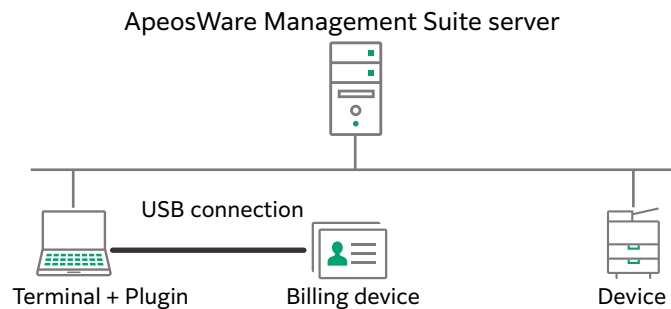 ApeosWare Management Suite server
USB connection
Terminal + Plugin
Billing device
Device